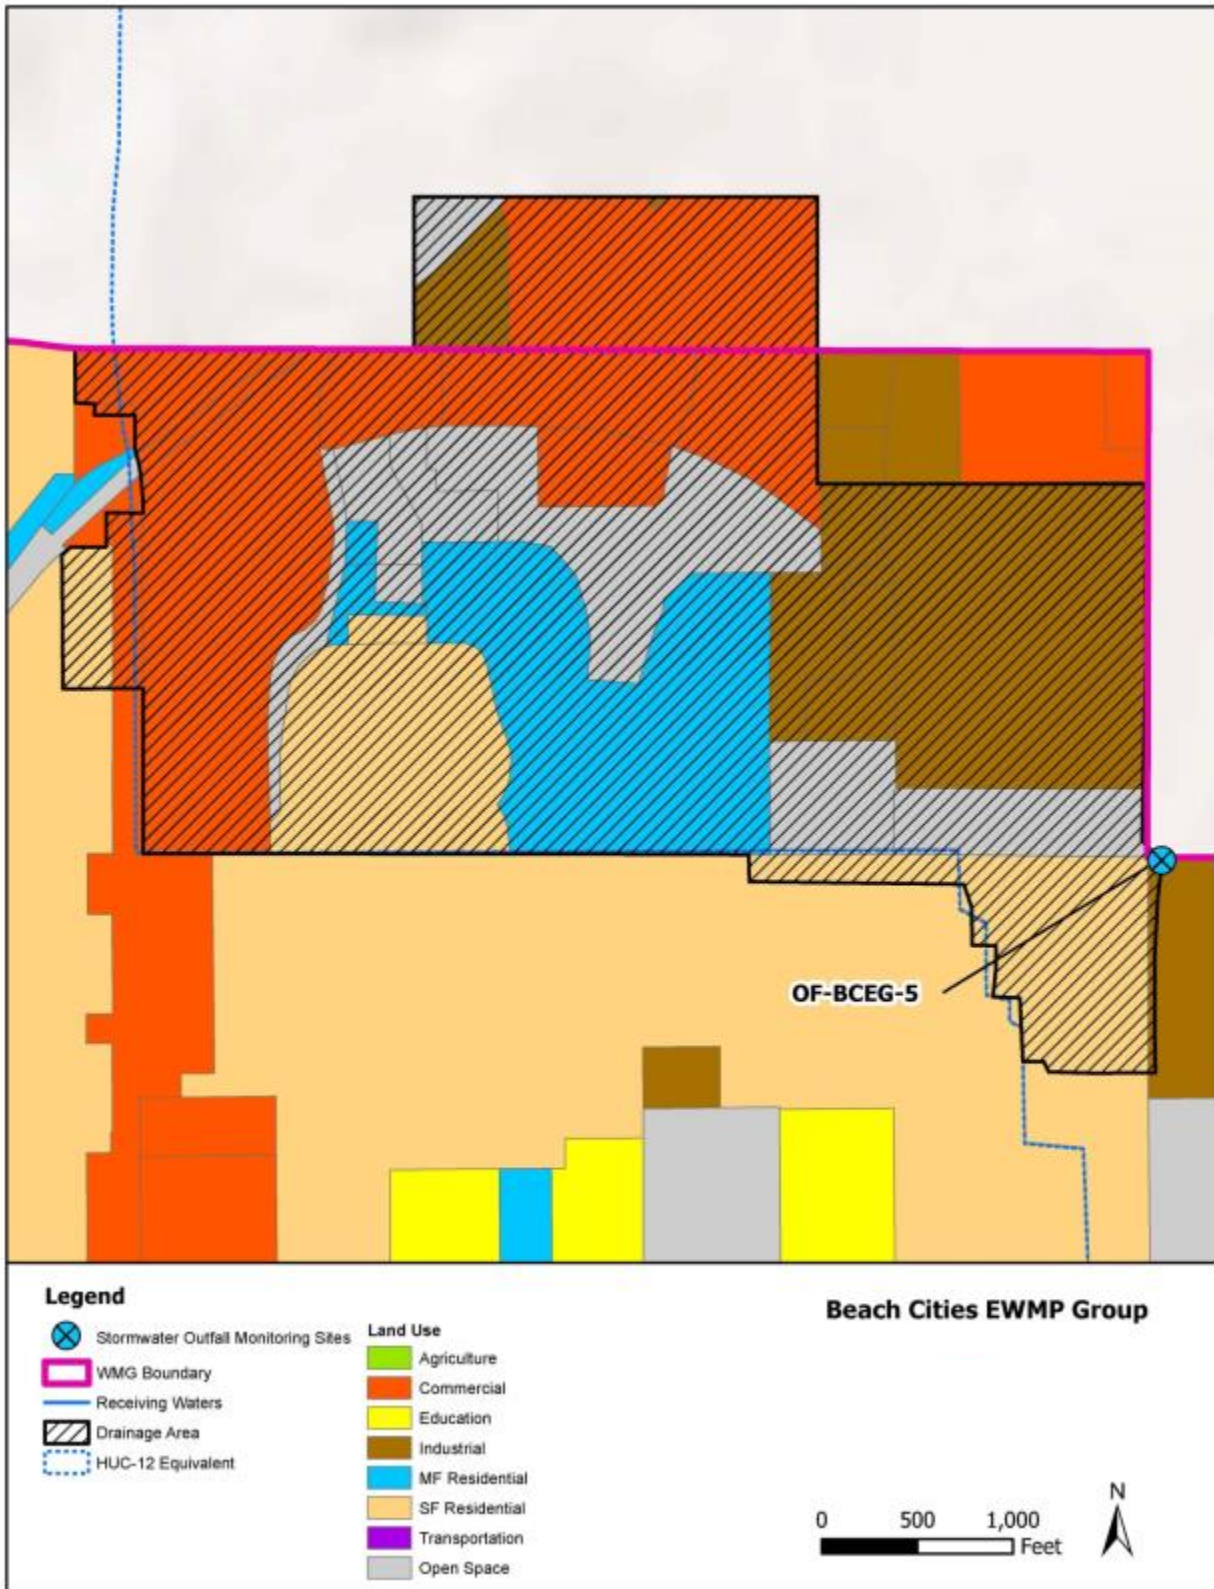 OF-BCEG-5
Legend
Stormwater Outfall Monitoring Sites
WMG Boundary
Receiving Waters
Drainage Area
HUC-12 Equivalent
Land Use
Agriculture
Commercial
Education
Industrial
MF Residential
SF Residential
Transportation
Open Space
Beach Cities EWMP Group
0 500 1,000
Feet
N